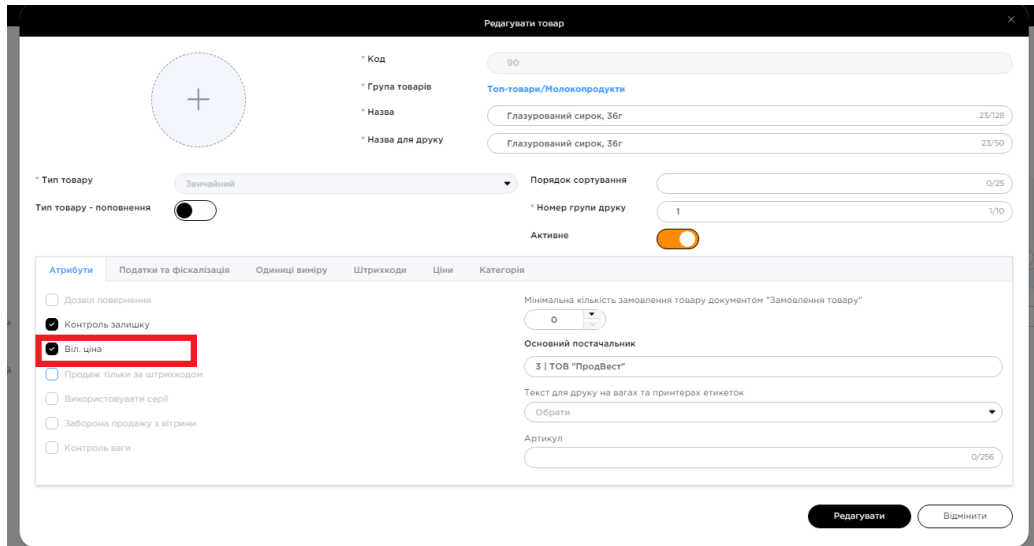 Редагувати товар
* Код
90
* Група товарів
Топ-товари/Молокопродукти
* Назва
Глазурований сирок, 36г
23/128
* Назва для друку
Глазурований сирок, 36г
23/50
* Тип товару
Звичайний
Порядок сортування
0/25
Тип товару - поповнення
* Номер групи друку
1
1/10
Активне
Атрибути Податки та фіскалізація Одиниці виміру Штрихкоди Ціни Категорія
Дозвіл повернення
Контроль залишку
Віл. ціна
Продаж тільки за штрихкодом
Використовувати серії
Заборона продажу з вітрини
Контроль ваги
Мінімальна кількість замовлення товару документом "Замовлення товару"
0
Основний постачальник
3 | ТОВ "ПродВест"
Текст для друку на вагах та принтерах етикеток
Обрати
Артикул
0/256
Редагувати
Відмінити